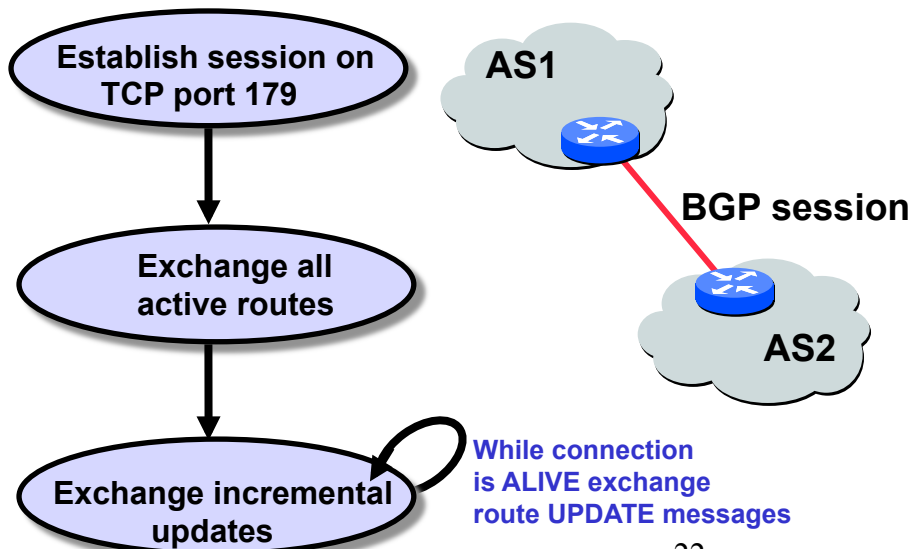 Establish session on
TCP port 179
AS1
BGP session
Exchange all
active routes
AS2
While connection
is ALIVE exchange
route UPDATE messages
Exchange incremental
updates